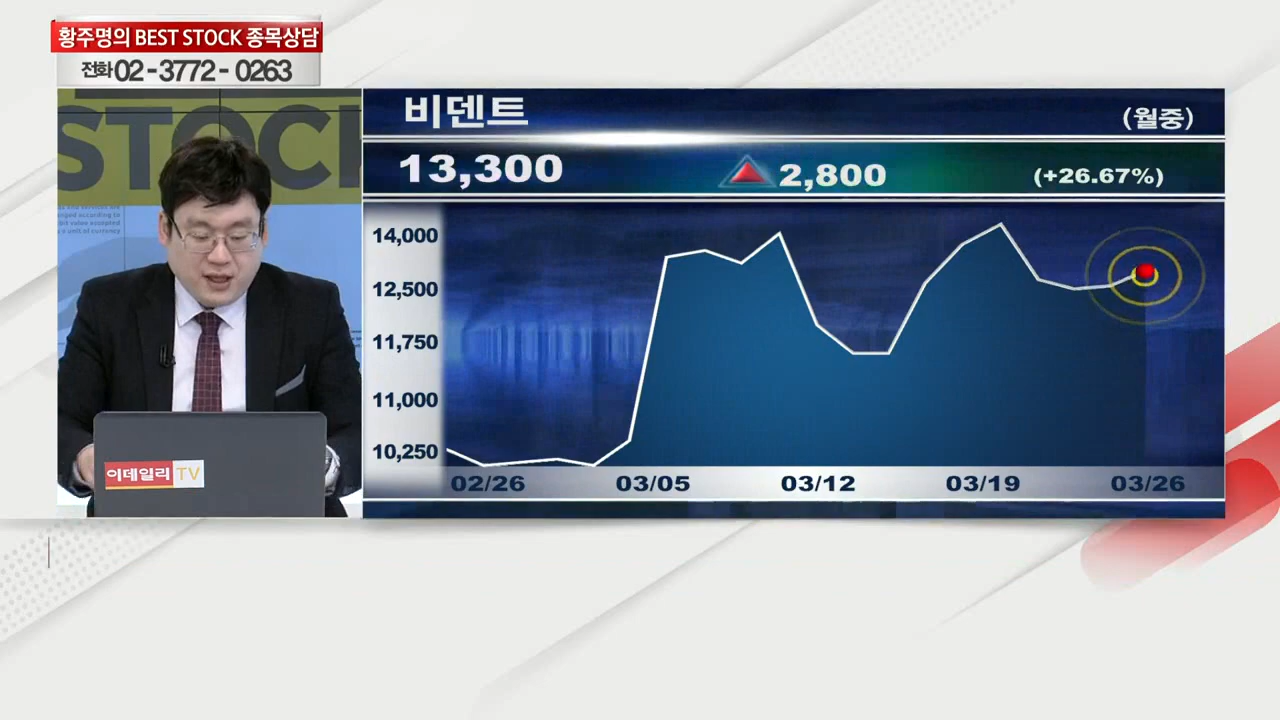 황주명의 BEST STOCK 종목상담
전화 02-3772-0263
STOCK
비덴트
(월중)
13,300
2,800
(+26.67%)
14,000
12,500
11,750
11,000
10,250
02/26
03/05
03/12
03/19
03/26
이데일리 TV